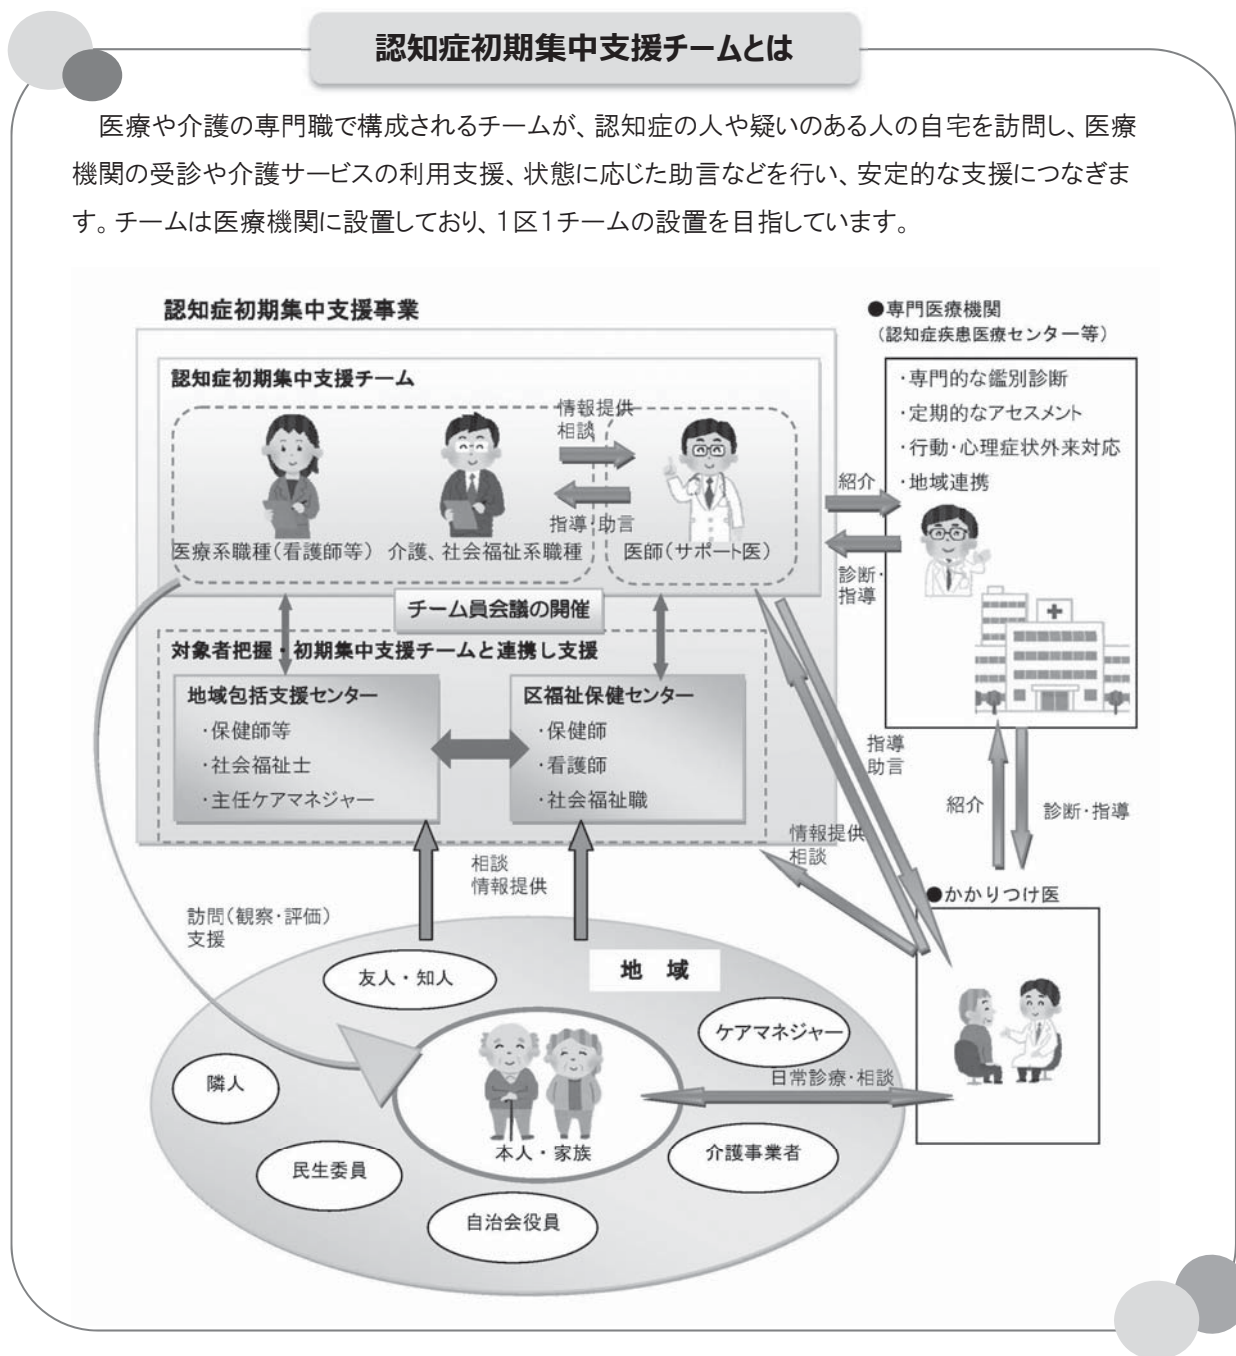 認知症初期集中支援チームとは
医療や介護の専門職で構成されるチームが、認知症の人や疑いのある人の自宅を訪問し、医療
機関の受診や介護サービスの利用支援、状態に応じた助言などを行い、安定的な支援につなぎま
す。チームは医療機関に設置しており、1区1チームの設置を目指しています。
認知症初期集中支援事業
●専門医療機関
(認知症疾患医療センター等)
・専門的な鑑別診断
・定期的なアセスメント
・行動・心理症状外来対応
・地域連携
認知症初期集中支援チーム
情報提供
相談
指導・助言
医療系職種(看護師等)
介護、社会福祉系職種
医師(サポート医)
紹介
診断・
指導
チーム員会議の開催
対象者把握・初期集中支援チームと連携し支援
地域包括支援センター
・保健師等
・社会福祉士
・主任ケアマネジャー
区福祉保健センター
・保健師
・看護師
・社会福祉職
指導
助言
情報提供
相談
紹介
診断・指導
相談
情報提供
訪問(観察・評価)
支援
●かかりつけ医
地 域
友人・知人
ケアマネジャー
隣人
日常診療・相談
本人・家族
民生委員
介護事業者
自治会役員